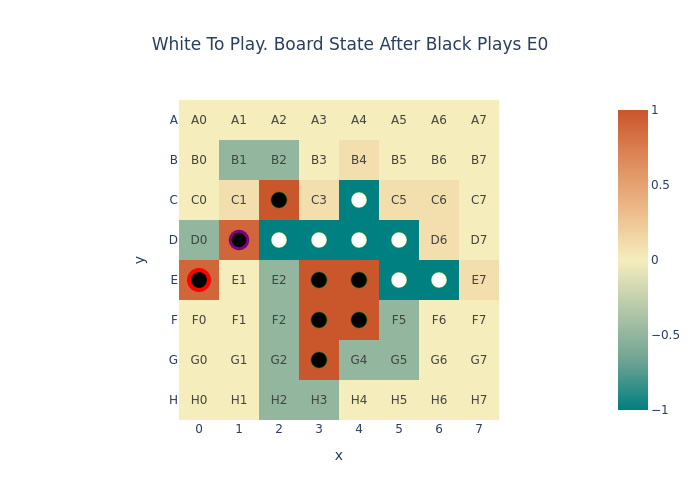 White To Play. Board State After Black Plays E0
A A0 A1 A2 A3 A4 A5 A6 A7
B B0 B1 B2 B3 B4 B5 B6 B7
C C0 C1 C3 C5 C6 C7
D D0 D6 D7
E E1 E2 E7
F F0 F1 F2 F5 F6 F7
G G0 G1 G2 G4 G5 G6 G7
H H0 H1 H2 H3 H4 H5 H6 H7
0 1 2 3 4 5 6 7
x
y
1
0.5
0
−0.5
−1